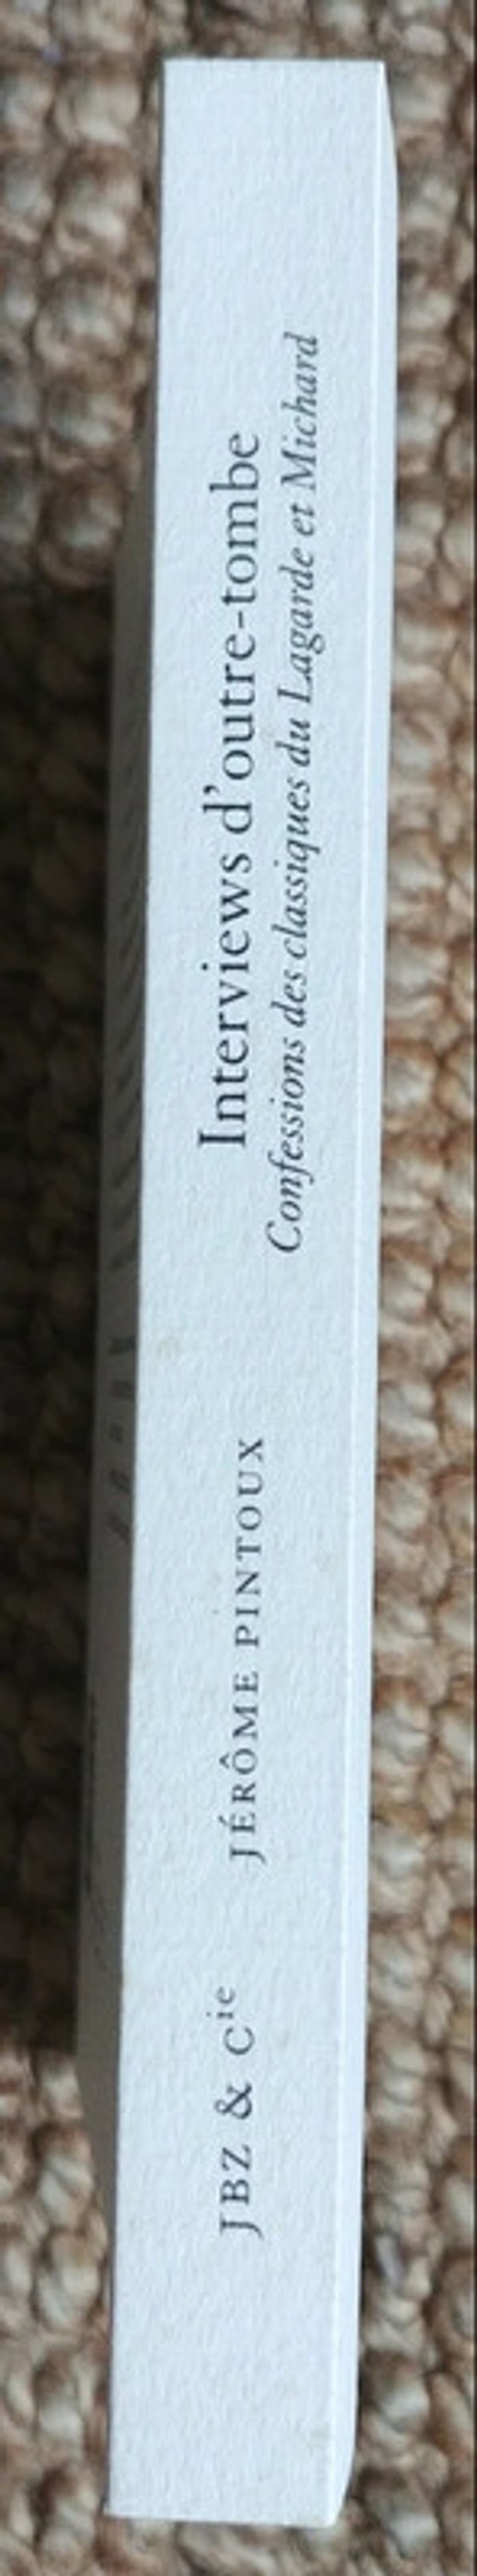 Interviews d'outre-tombe
Confessions des classiques du Lagarde et Michard
JÉRÔME PINTOUX
JBZ & Cie